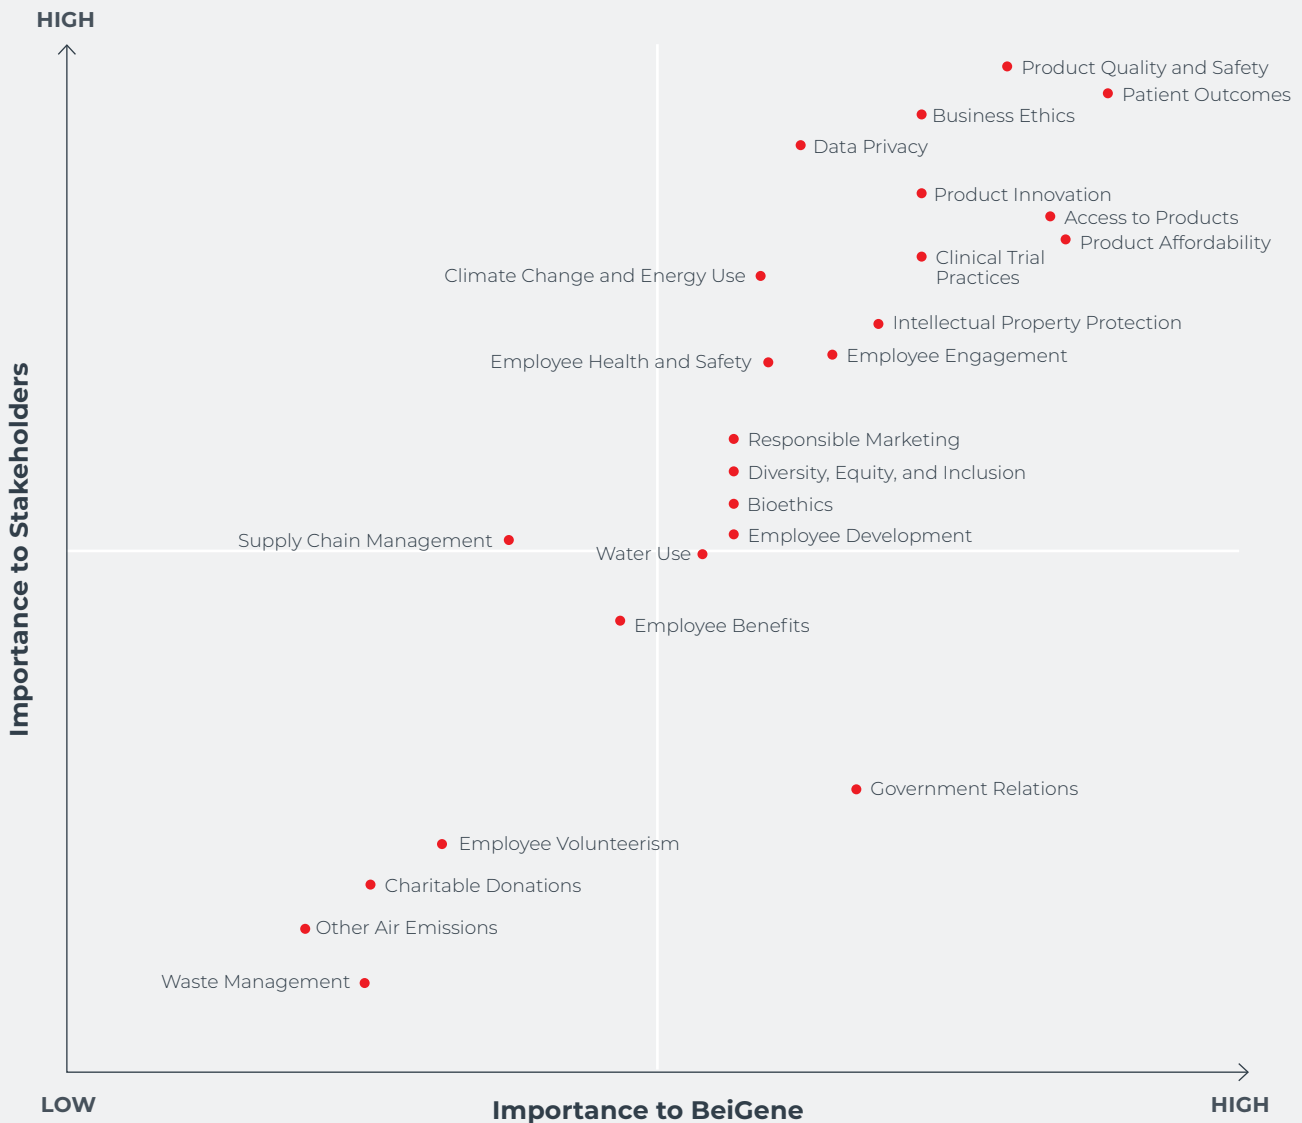 HIGH
Product Quality and Safety
Patient Outcomes
Business Ethics
Data Privacy
Product Innovation
Access to Products
Product Affordability
Clinical Trial
Practices
Climate Change and Energy Use
Intellectual Property Protection
Employee Engagement
Employee Health and Safety
Responsible Marketing
Diversity, Equity, and Inclusion
Bioethics
Employee Development
Supply Chain Management
Water Use
Employee Benefits
Importance to Stakeholders
Government Relations
Employee Volunteerism
Charitable Donations
Other Air Emissions
Waste Management
LOW
Importance to BeiGene
HIGH